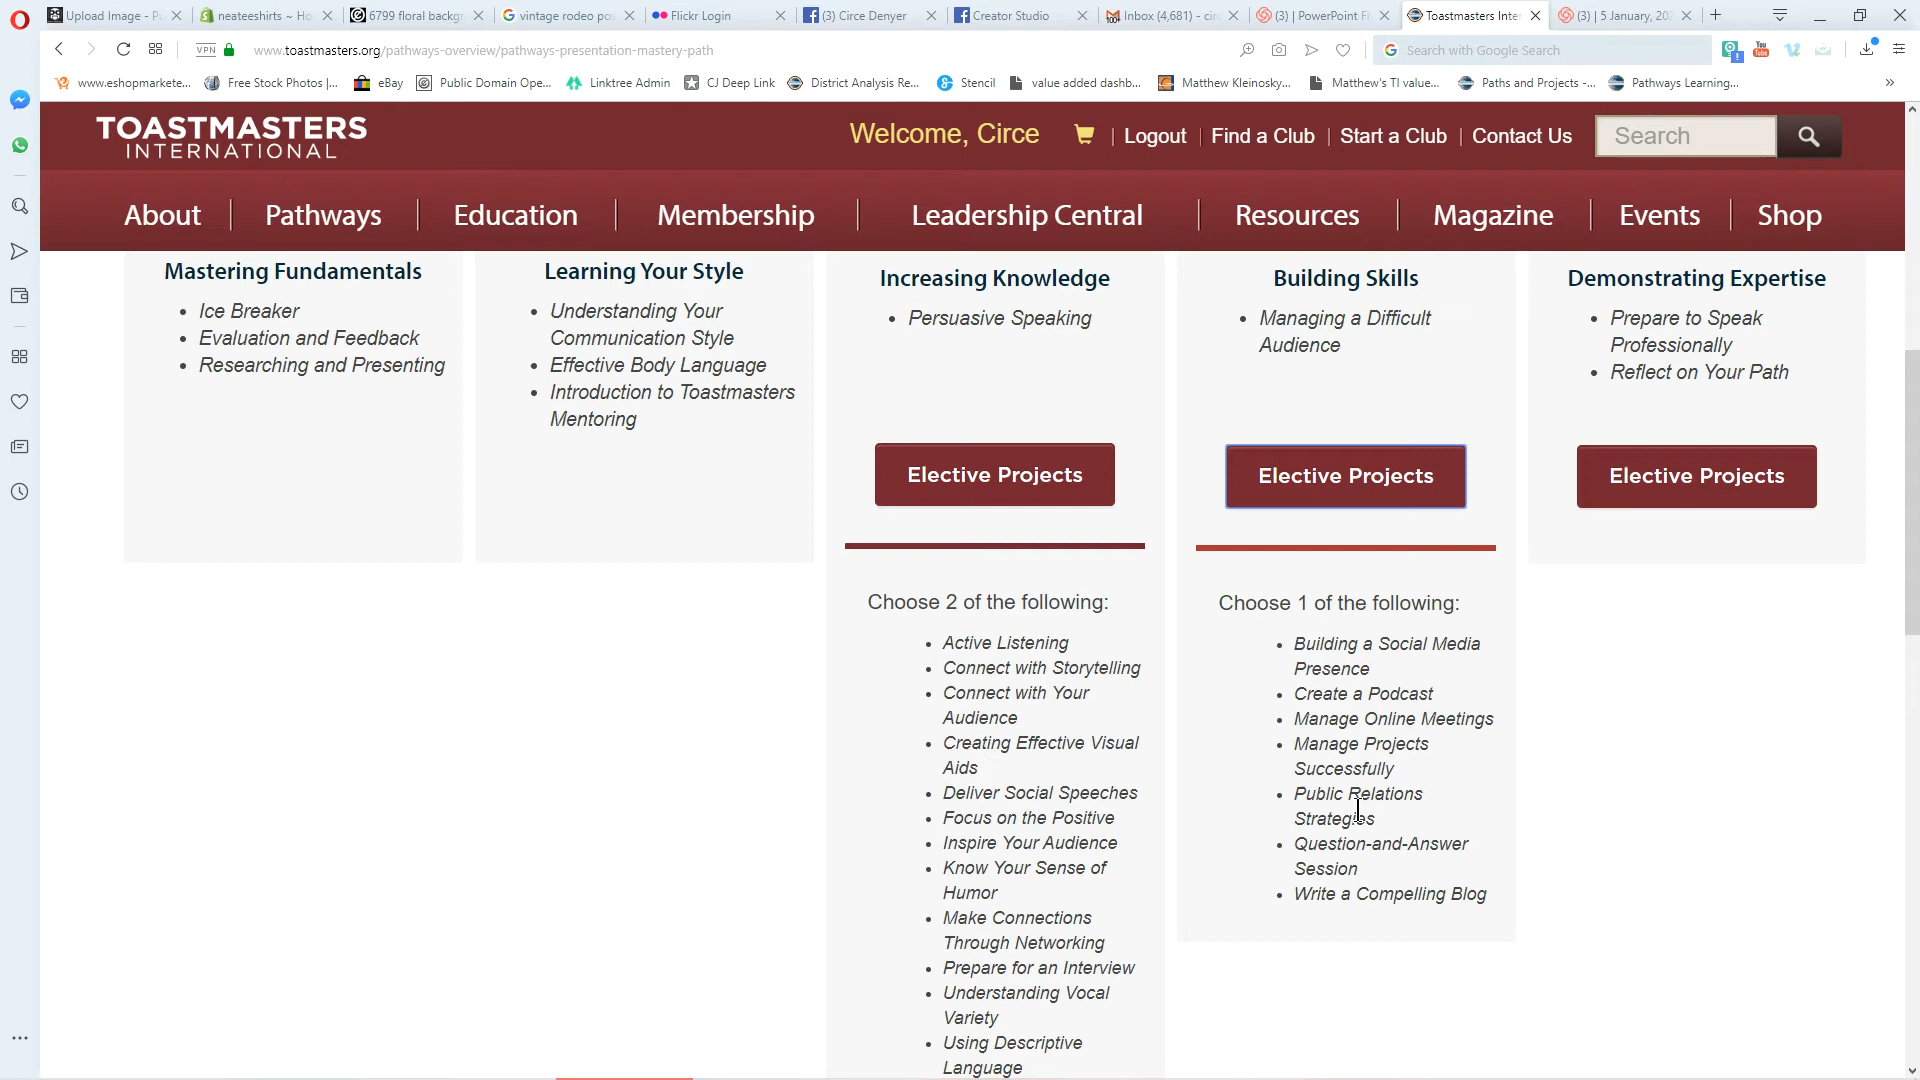 Upload Image - Pu
neateeshirts ~ Ho
6799 floral backg
vintage rodeo pos
Flickr Login
(3) Circe Denyer
Creator Studio
Inbox (4,681) - circ
(3) | PowerPoint Fi
Toastmasters Inter
(3) | 5 January, 202
VPN
www.toastmasters.org/pathways-overview/pathways-presentation-mastery-path
Search with Google Search
www.eshopmarkete...
Free Stock Photos |...
eBay
Public Domain Ope...
Linktree Admin
CJ Deep Link
District Analysis Re...
Stencil
value added dashb...
Matthew Kleinosky...
Matthew's TI value...
Paths and Projects -...
Pathways Learning...
»
TOASTMASTERS
INTERNATIONAL
Welcome, Circe
| Logout | Find a Club | Start a Club | Contact Us
Search
About
Pathways
Education
Membership
Leadership Central
Resources
Magazine
Events
Shop
Mastering Fundamentals
• Ice Breaker
• Evaluation and Feedback
• Researching and Presenting
Learning Your Style
• Understanding Your
Communication Style
• Effective Body Language
• Introduction to Toastmasters
Mentoring
Increasing Knowledge
• Persuasive Speaking
Elective Projects
Choose 2 of the following:
• Active Listening
• Connect with Storytelling
• Connect with Your
Audience
• Creating Effective Visual
Aids
• Deliver Social Speeches
• Focus on the Positive
• Inspire Your Audience
• Know Your Sense of
Humor
• Make Connections
Through Networking
• Prepare for an Interview
• Understanding Vocal
Variety
• Using Descriptive
Language
Building Skills
• Managing a Difficult
Audience
Elective Projects
Choose 1 of the following:
• Building a Social Media
Presence
• Create a Podcast
• Manage Online Meetings
• Manage Projects
Successfully
• Public Relations
Strategies
• Question-and-Answer
Session
• Write a Compelling Blog
Demonstrating Expertise
• Prepare to Speak
Professionally
• Reflect on Your Path
Elective Projects